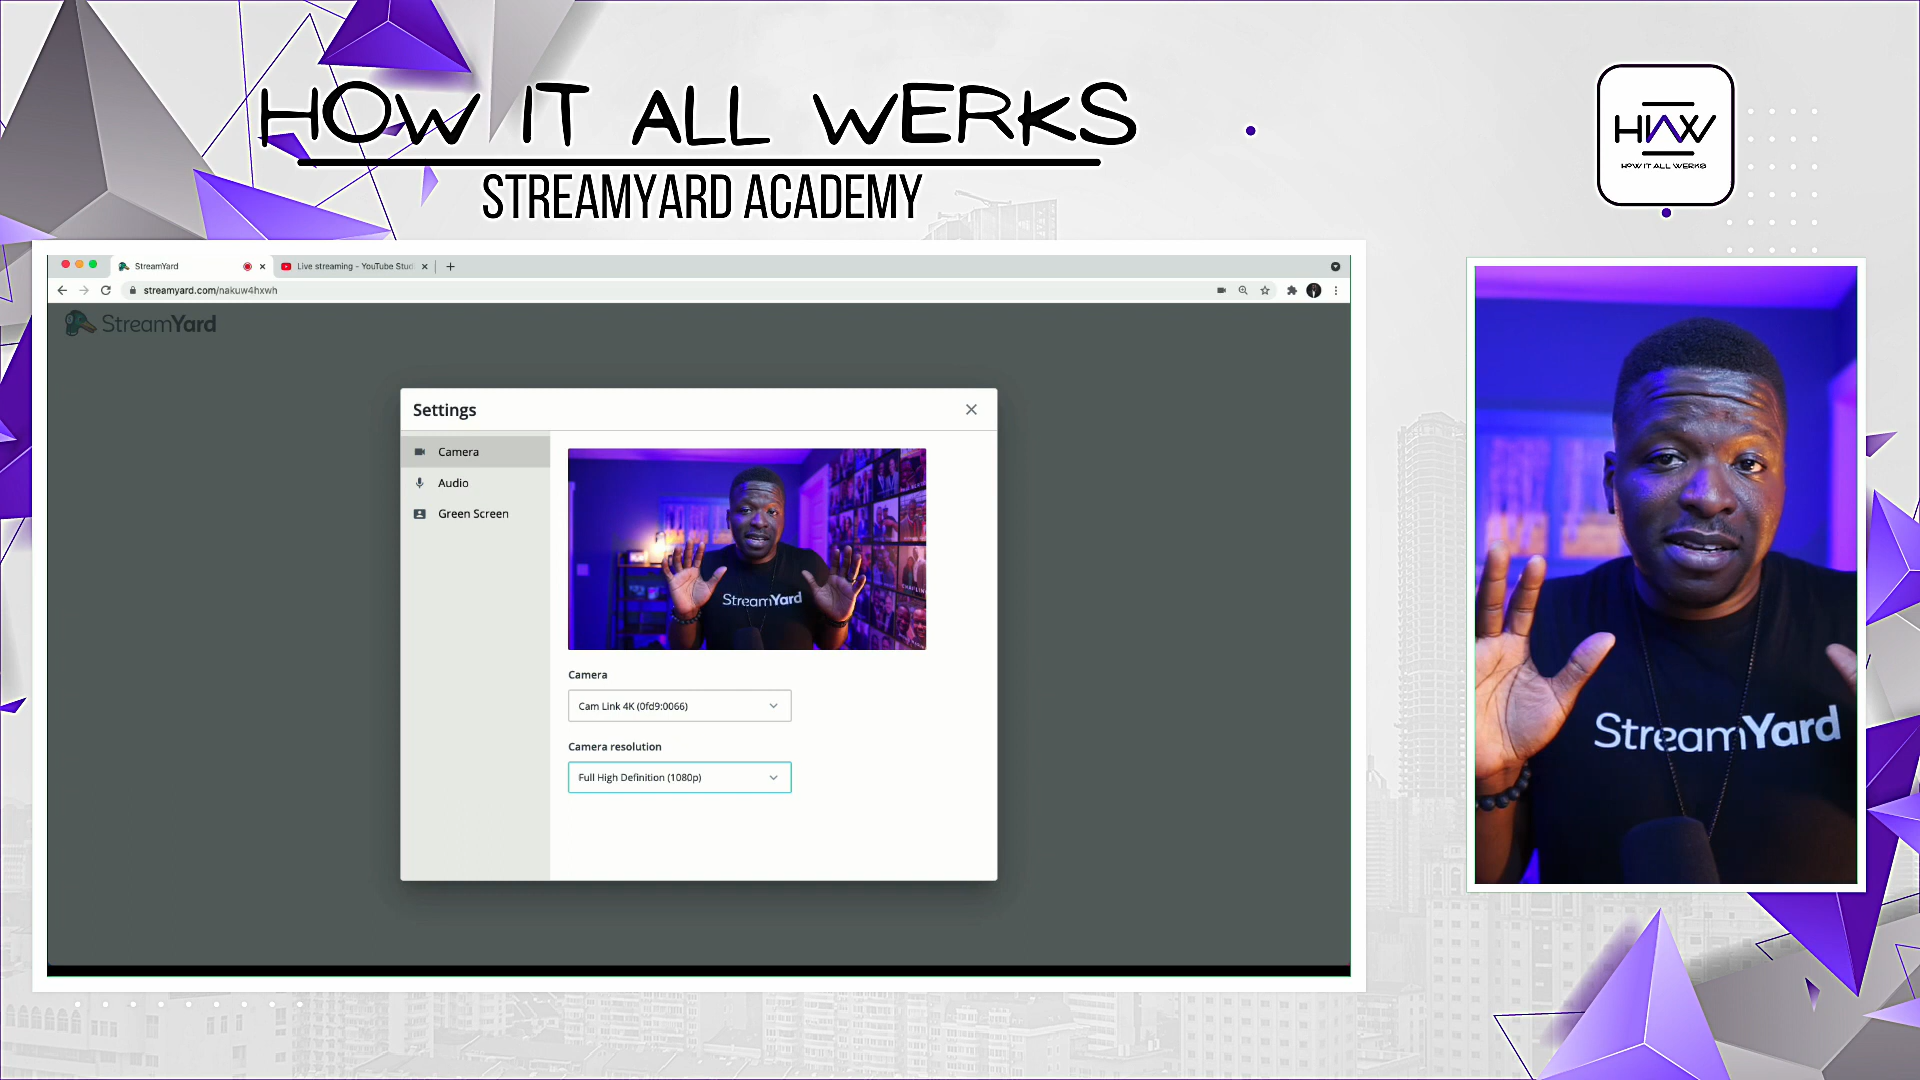 HOW IT ALL WERKS
STREAMYARD ACADEMY
HIAW
HOW IT ALL WERKS
StreamYard
Live streaming - YouTube Stud
streamyard.com/nakuw4hxwh
StreamYard
Settings
Camera
Audio
Green Screen
StreamYard
Camera
Cam Link 4K (0fd9:0066)
Camera resolution
Full High Definition (1080p)
StreamYard